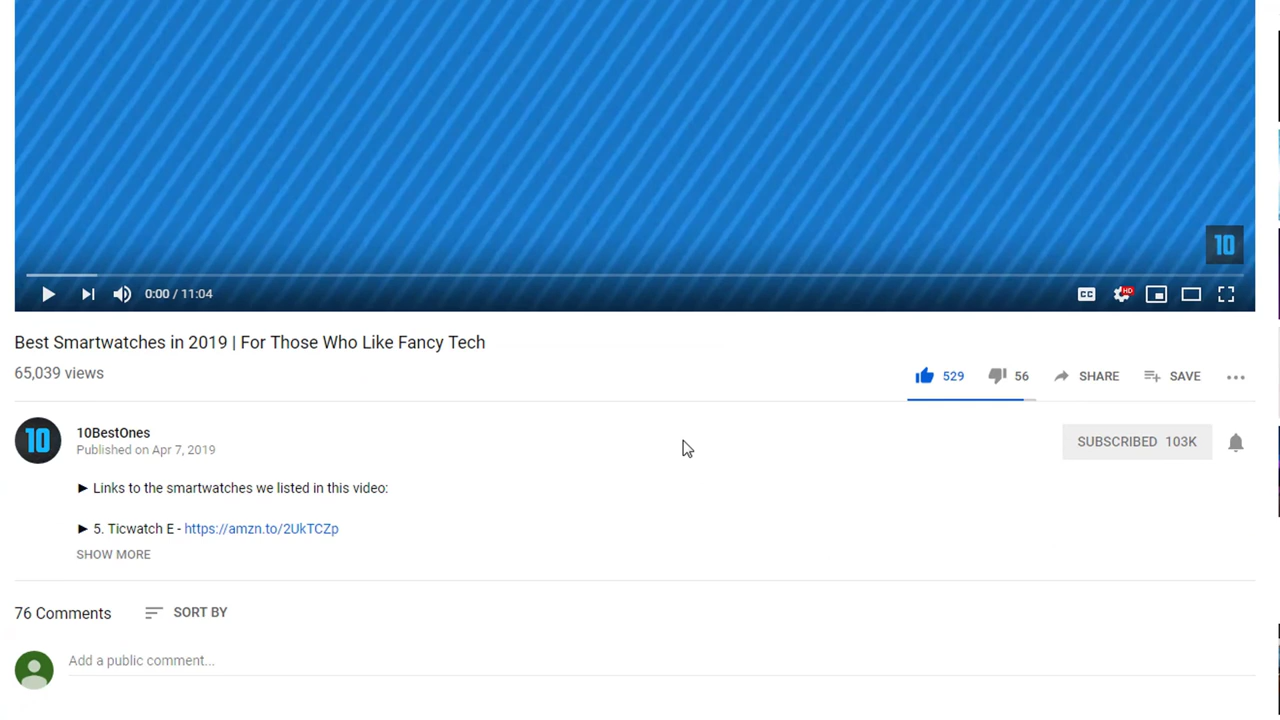 10
0:00 / 11:04
CC
HD
Best Smartwatches in 2019 | For Those Who Like Fancy Tech
65,039 views
529
56
SHARE
SAVE
10
10BestOnes
Published on Apr 7, 2019
SUBSCRIBED 103K
► Links to the smartwatches we listed in this video:
► 5. Ticwatch E - https://amzn.to/2UkTCZp
SHOW MORE
76 Comments
SORT BY
Add a public comment...